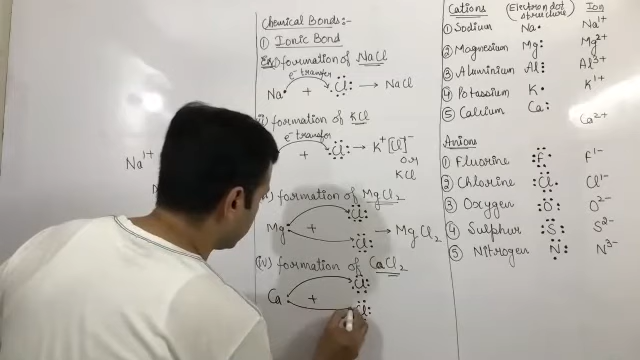 Chemical Bonds:-
① Ionic Bond
formation of NaCl
e⁻ transfer
Na + Cl → NaCl
ii) formation of KCl
e⁻ transfer
+ Cl → K⁺ [Cl]⁻
or
KCl
formation of MgCl₂
Cl
Mg + → MgCl₂
Cl
(iv) formation of CaCl₂
Cl
Ca +
Cl
Na¹⁺
Cations (Electron dot structure) Ion
① Sodium Na• Na¹⁺
② Magnesium Mg: Mg²⁺
③ Aluminium Al⋮ Al³⁺
④ Potassium K• K¹⁺
⑤ Calcium Ca: Ca²⁺
Anions
① Fluorine F F¹⁻
② Chlorine Cl Cl¹⁻
③ Oxygen O O²⁻
④ Sulphur S S²⁻
⑤ Nitrogen N N³⁻